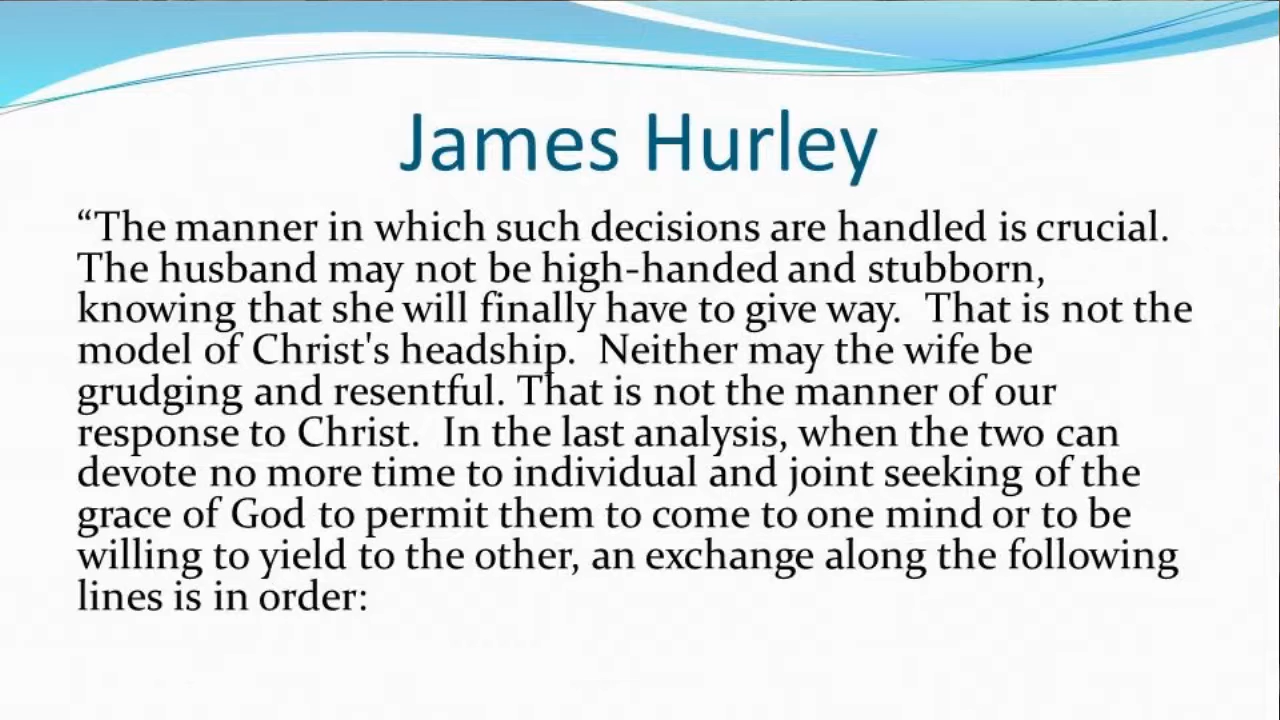 James Hurley
“The manner in which such decisions are handled is crucial.
The husband may not be high-handed and stubborn,
knowing that she will finally have to give way.  That is not the
model of Christ's headship.  Neither may the wife be
grudging and resentful. That is not the manner of our
response to Christ.  In the last analysis, when the two can
devote no more time to individual and joint seeking of the
grace of God to permit them to come to one mind or to be
willing to yield to the other, an exchange along the following
lines is in order: